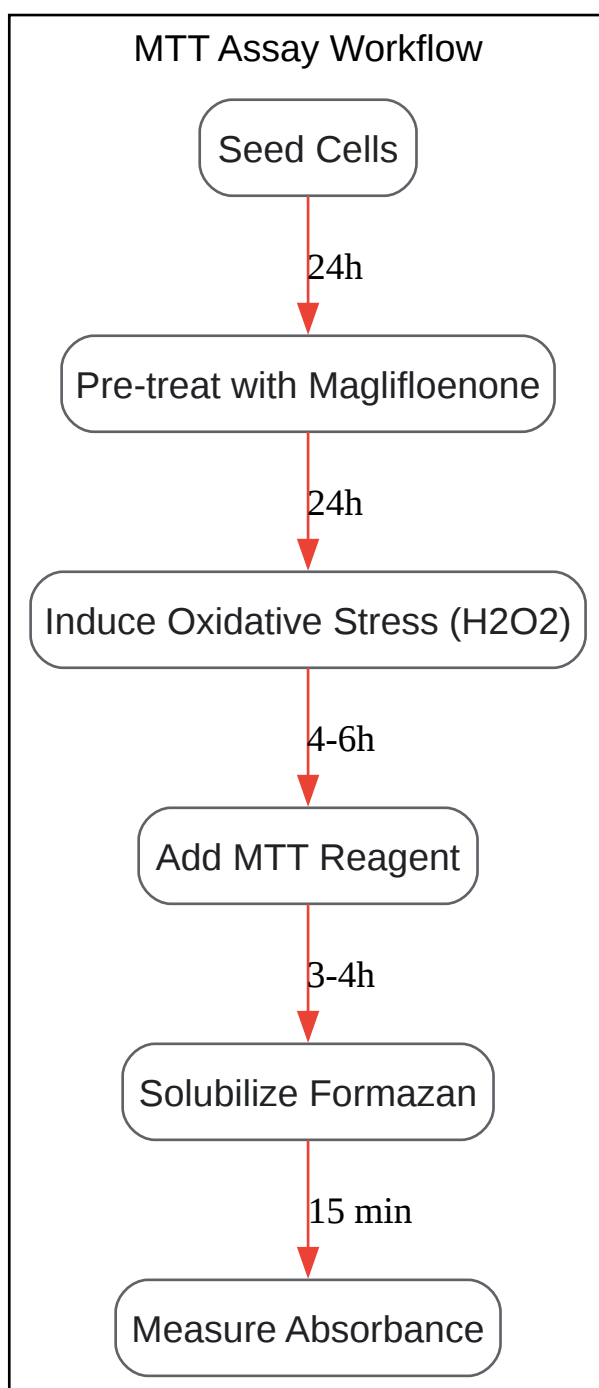 MTT Assay Workflow
Seed Cells
24h
Pre-treat with Maglifloenone
24h
Induce Oxidative Stress (H2O2)
4-6h
Add MTT Reagent
3-4h
Solubilize Formazan
15 min
Measure Absorbance